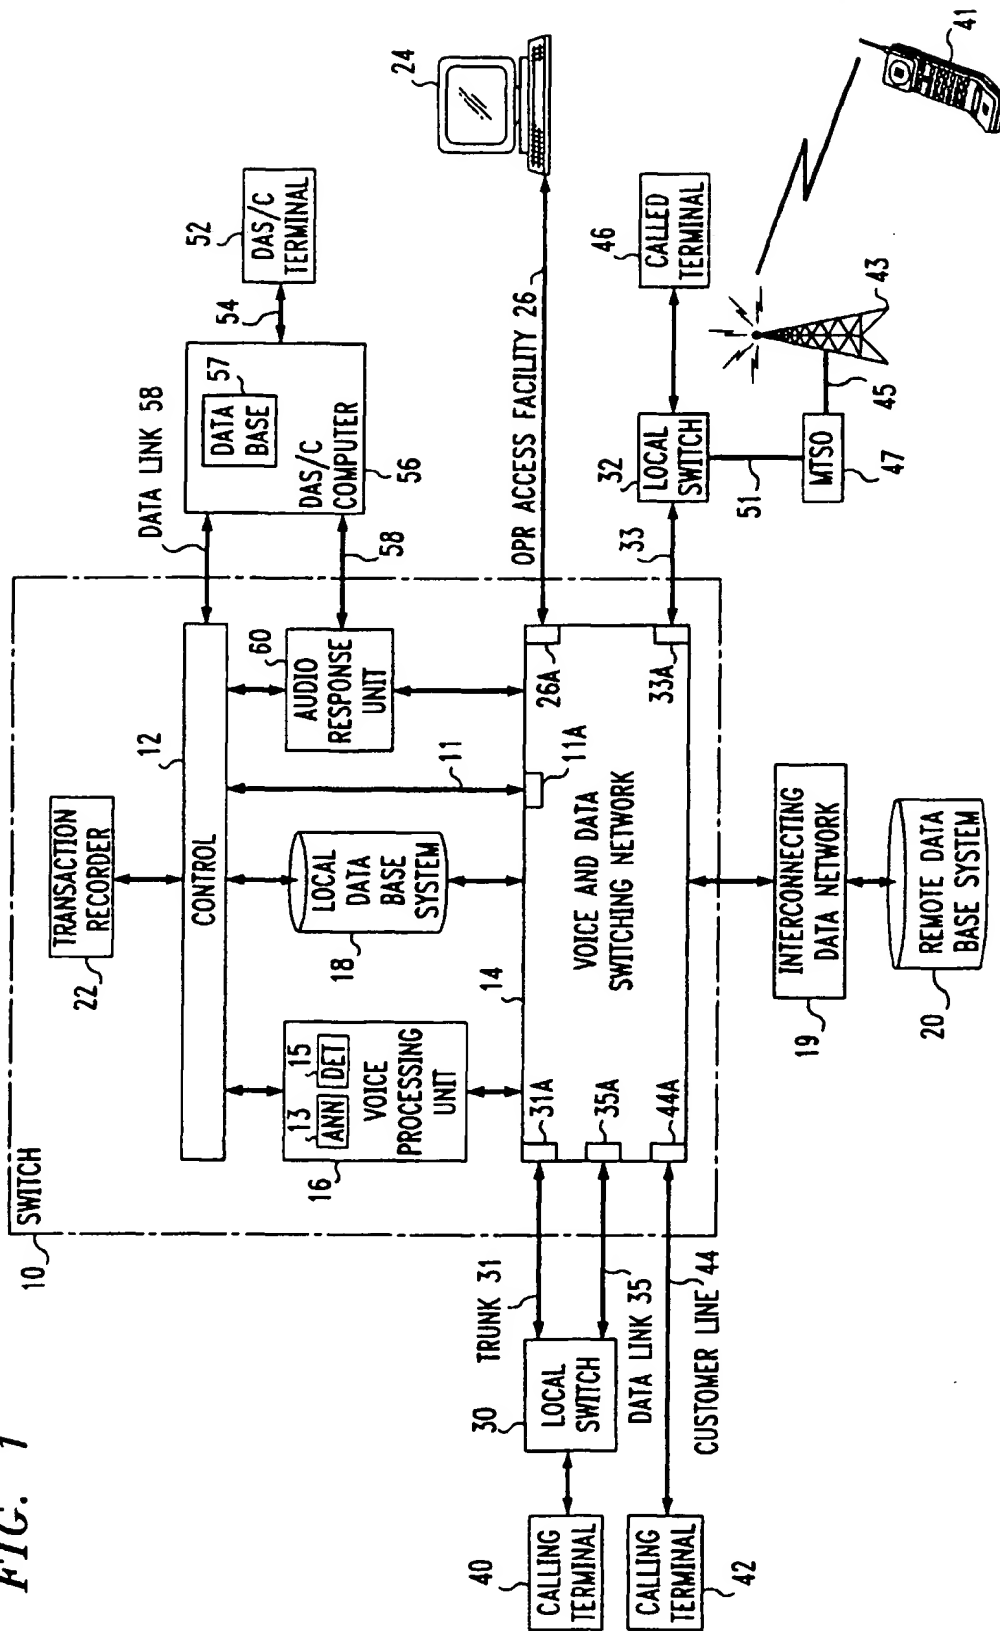 FIG. 1
10
SWITCH
22
TRANSACTION
RECORDER
12
CONTROL
DATA LINK 58
57
DATA
BASE
DAS/C
COMPUTER
56
54
52
DAS/C
TERMINAL
13
15
ANN
DET
VOICE
PROCESSING
UNIT
16
LOCAL
DATA
BASE
SYSTEM
18
11
11A
60
AUDIO
RESPONSE
UNIT
58
24
OPR ACCESS FACILITY 26
14
VOICE AND DATA
SWITCHING NETWORK
31A
35A
44A
26A
33A
TRUNK 31
30
LOCAL
SWITCH
DATA LINK 35
CUSTOMER LINE 44
40
CALLING
TERMINAL
CALLING
TERMINAL
42
33
32
LOCAL
SWITCH
46
CALLED
TERMINAL
51
MTSO
47
45
43
41
19
INTERCONNECTING
DATA NETWORK
20
REMOTE DATA
BASE SYSTEM